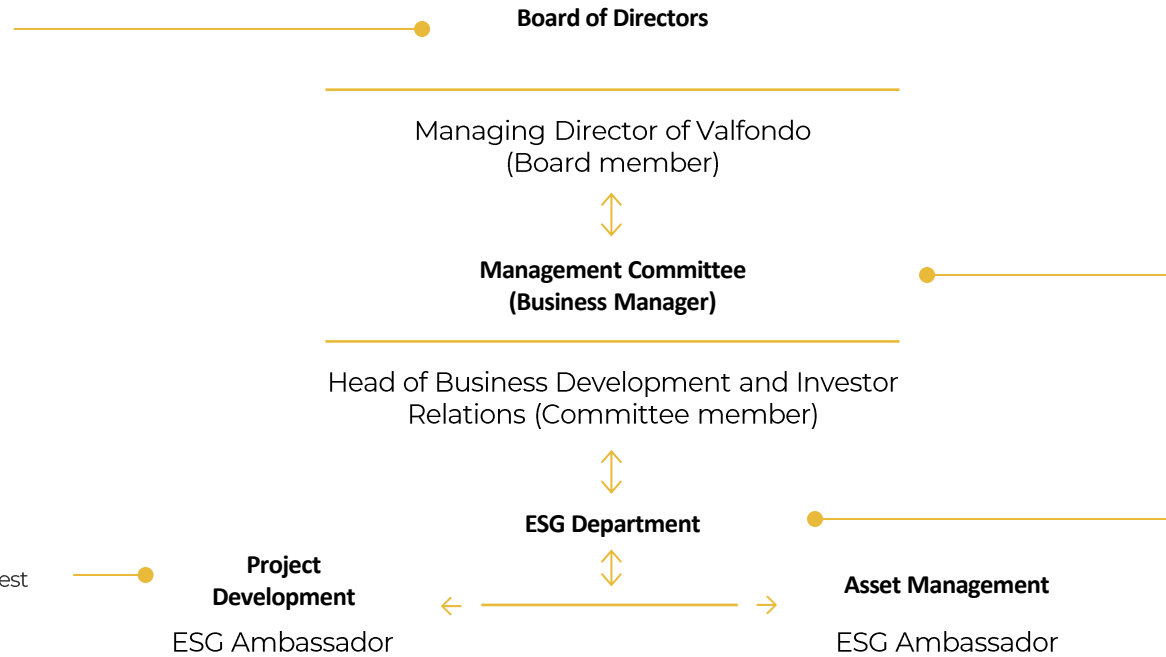 Board of Directors
Managing Director of Valfondo
(Board member)
Management Committee
(Business Manager)
Head of Business Development and Investor
Relations (Committee member)
ESG Department
est
Project
Development
ESG Ambassador
Asset Management
ESG Ambassador